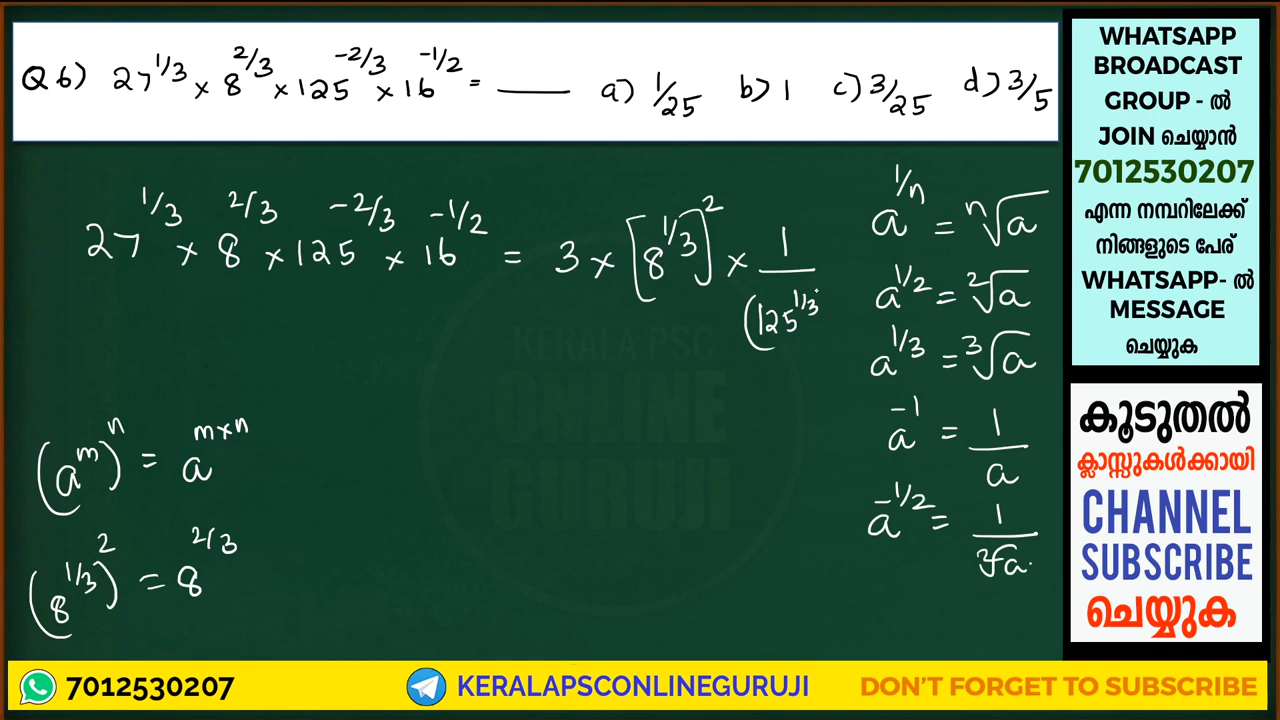 Q 6) 27^1/3 × 8^2/3 × 125^-2/3 × 16^-1/2 = ____ a) 1/25 b) 1 c) 3/25 d) 3/5
27^1/3 × 8^2/3 × 125^-2/3 × 16^-1/2 = 3 × [8^1/3]^2 × 1/(125^1/3
(a^m)^n = a^m×n
(8^1/3)^2 = 8^2/3
a^1/n = n√a
a^1/2 = 2√a
a^1/3 = 3√a
a^-1 = 1/a
a^-1/2 = 1/2√a
KERALA PSC
ONLINE
GURUJI
WHATSAPP
BROADCAST
GROUP - ൽ
JOIN ചെയ്യാൻ
7012530207
എന്ന നമ്പറിലേക്ക്
നിങ്ങളുടെ പേര്
WHATSAPP- ൽ
MESSAGE
ചെയ്യുക
കൂടുതൽ
ക്ലാസ്സുകൾക്കായി
CHANNEL
SUBSCRIBE
ചെയ്യുക
7012530207 KERALAPSCONLINEGURUJI DON'T FORGET TO SUBSCRIBE